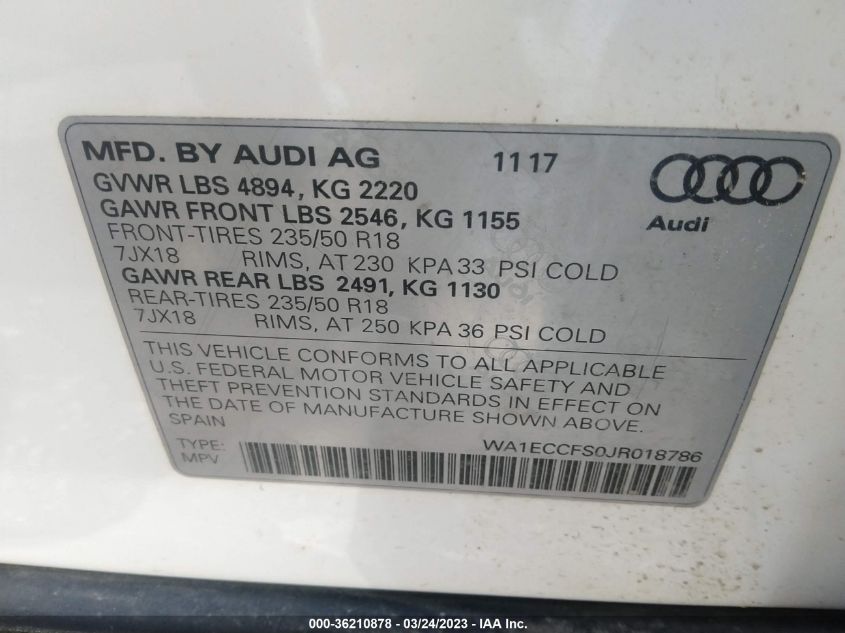 MFD. BY AUDI AG 11 17
GVWR LBS 4894, KG 2220
GAWR FRONT LBS 2546, KG 1155
Audi
FRONT-TIRES 235/50 R18
7JX18 RIMS, AT 230 KPA 33 PSI COLD
GAWR REAR LBS 2491, KG 1130
REAR-TIRES 235/50 R18
7JX18 RIMS, AT 250 KPA 36 PSI COLD
THIS VEHICLE CONFORMS TO ALL APPLICABLE
U.S. FEDERAL MOTOR VEHICLE SAFETY AND
THEFT PREVENTION STANDARDS IN EFFECT ON
THE DATE OF MANUFACTURE SHOWN ABOVE.
SPAIN
TYPE: WA1ECCFS0JR018786
MPV
000-36210878 - 03/24/2023 - IAA Inc.